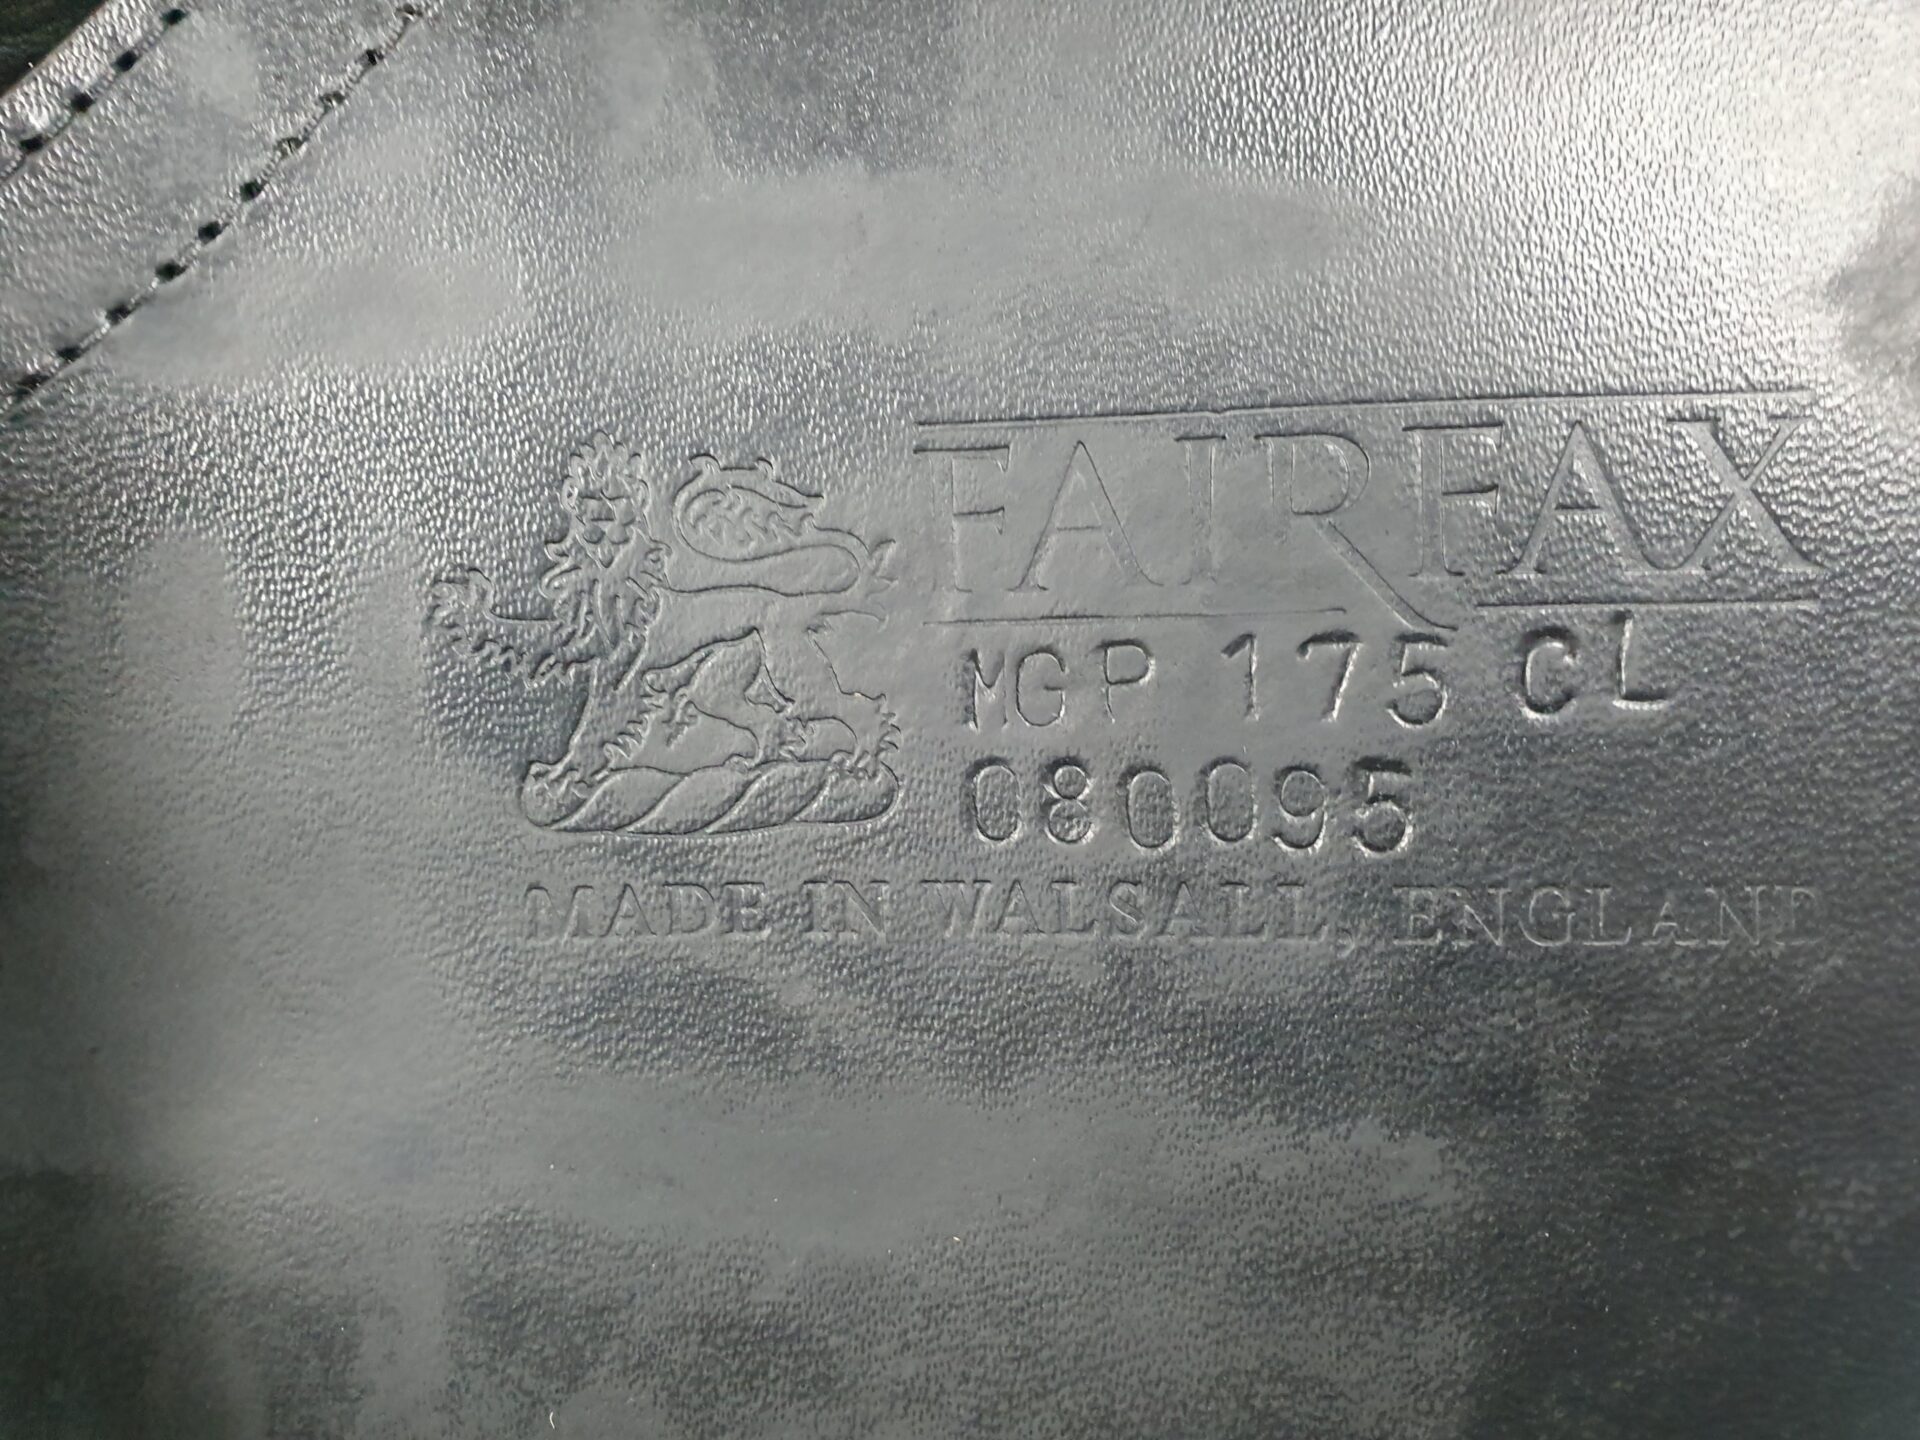 FAIRFAX
MGP 175 CL
080095
MADE IN WALSALL, ENGLAND